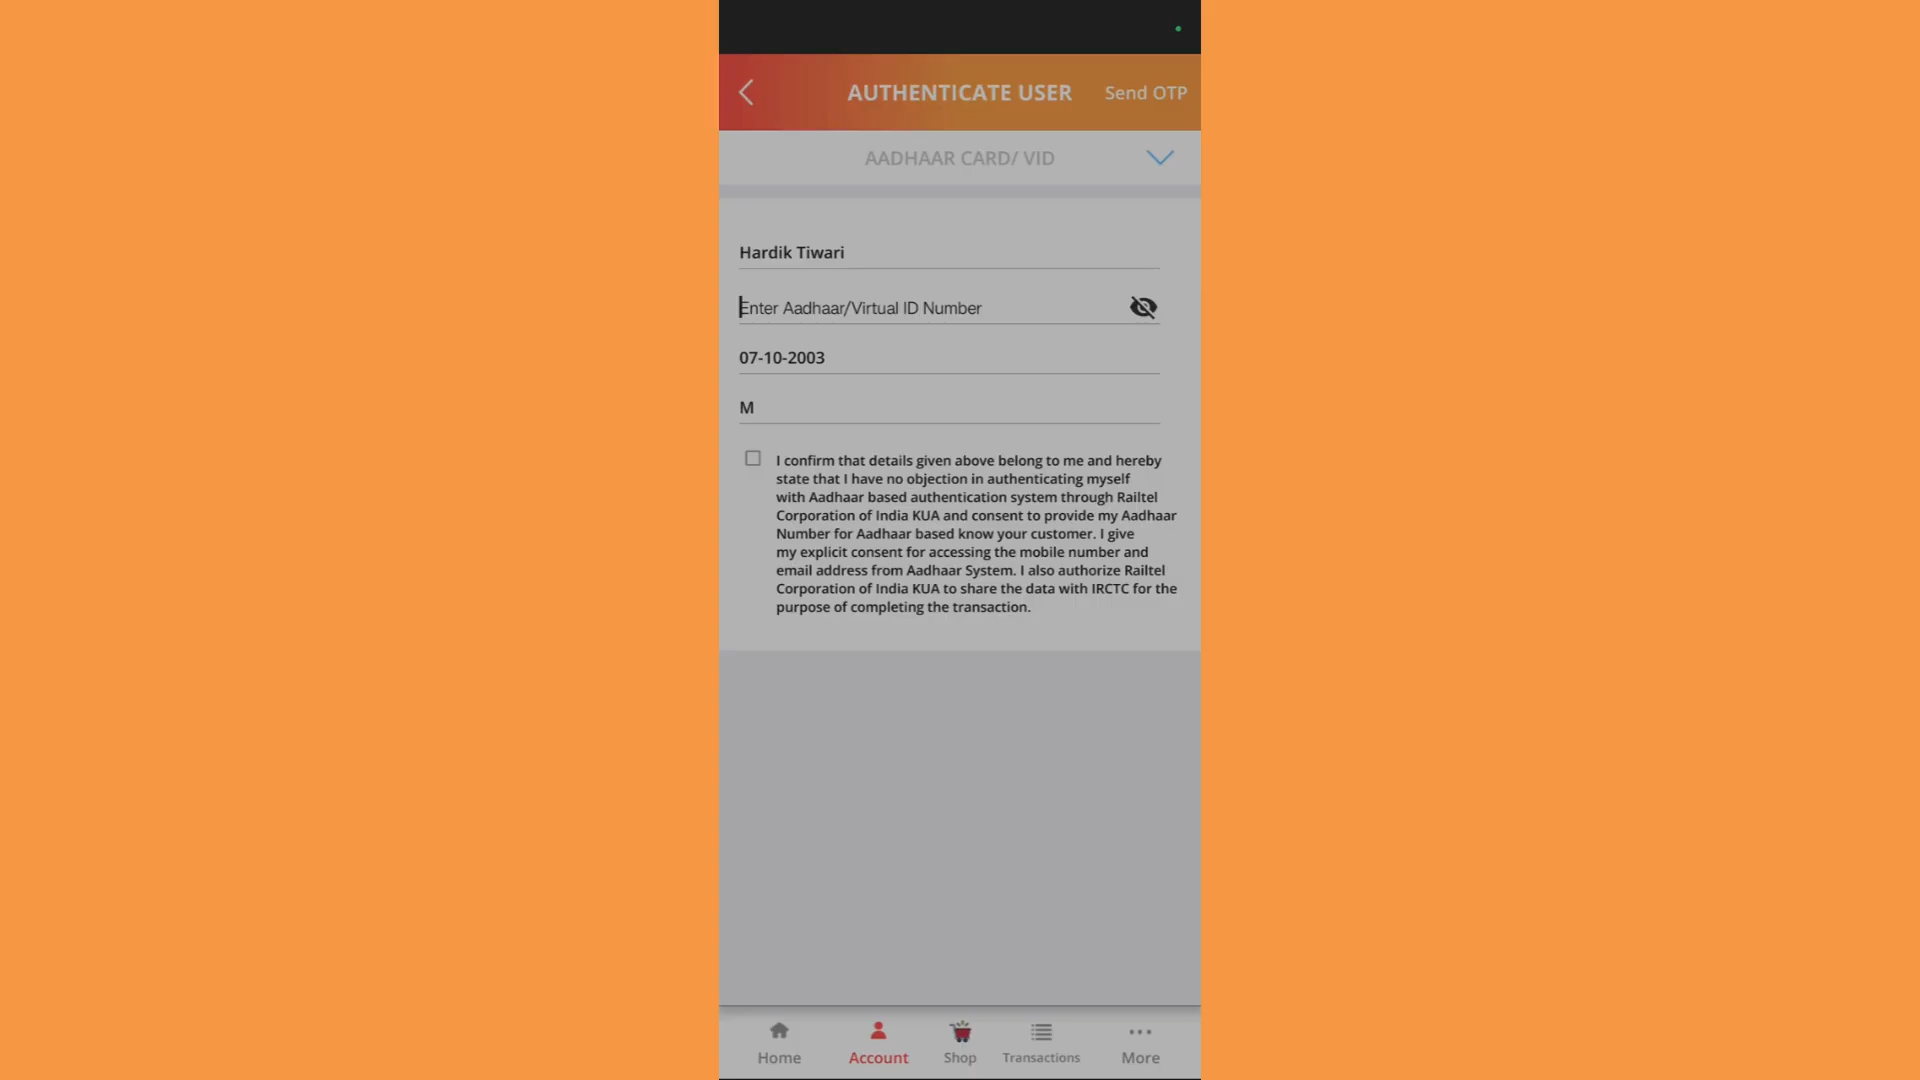 AUTHENTICATE USER
Send OTP
AADHAAR CARD/ VID
Hardik Tiwari
Enter Aadhaar/Virtual ID Number
07-10-2003
M
I confirm that details given above belong to me and hereby
state that I have no objection in authenticating myself
with Aadhaar based authentication system through Railtel
Corporation of India KUA and consent to provide my Aadhaar
Number for Aadhaar based know your customer. I give
my explicit consent for accessing the mobile number and
email address from Aadhaar System. I also authorize Railtel
Corporation of India KUA to share the data with IRCTC for the
purpose of completing the transaction.
Home
Account
Shop
Transactions
More